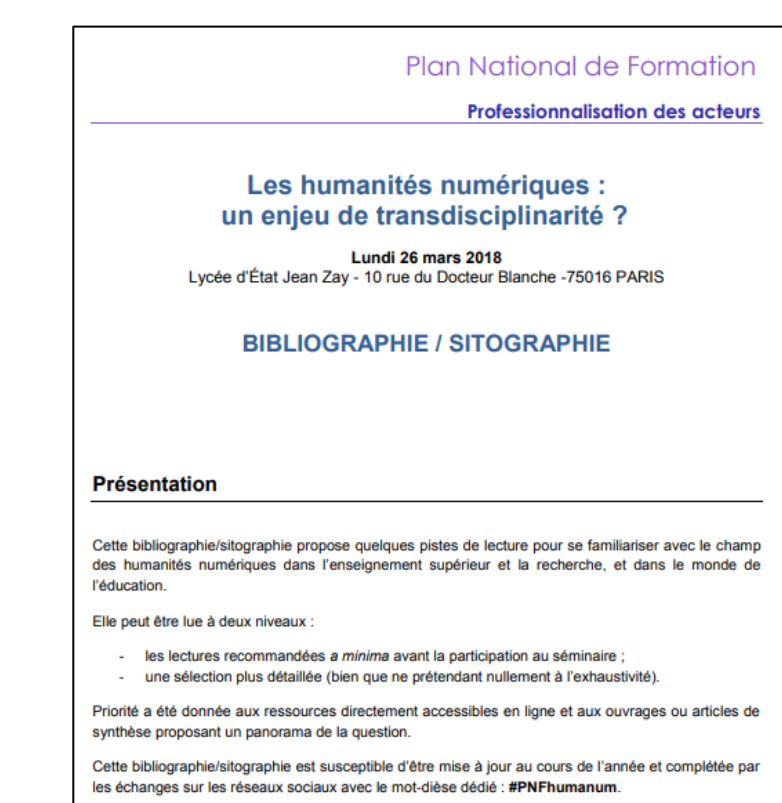 Plan National de Formation
Professionnalisation des acteurs
Les humanités numériques :
un enjeu de transdisciplinarité ?
Lundi 26 mars 2018
Lycée d'État Jean Zay - 10 rue du Docteur Blanche -75016 PARIS
BIBLIOGRAPHIE / SITOGRAPHIE
Présentation
Cette bibliographie/sitographie propose quelques pistes de lecture pour se familiariser avec le champ
des humanités numériques dans l'enseignement supérieur et la recherche, et dans le monde de
l'éducation.
Elle peut être lue à deux niveaux :
- les lectures recommandées a minima avant la participation au séminaire ;
- une sélection plus détaillée (bien que ne prétendant nullement à l'exhaustivité).
Priorité a été donnée aux ressources directement accessibles en ligne et aux ouvrages ou articles de
synthèse proposant un panorama de la question.
Cette bibliographie/sitographie est susceptible d'être mise à jour au cours de l'année et complétée par
les échanges sur les réseaux sociaux avec le mot-dièse dédié : #PNFhumanum.